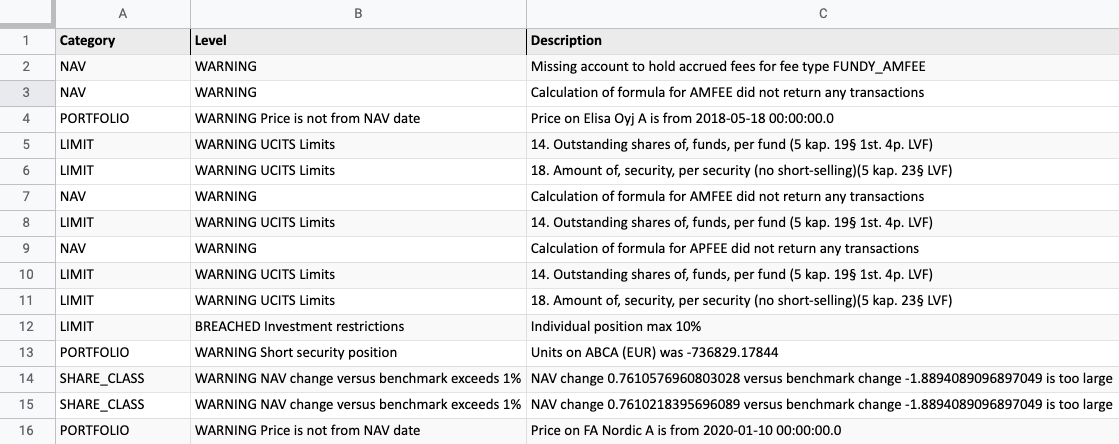 A B C
1 Category Level Description
2 NAV WARNING Missing account to hold accrued fees for fee type FUNDY_AMFEE
3 NAV WARNING Calculation of formula for AMFEE did not return any transactions
4 PORTFOLIO WARNING Price is not from NAV date Price on Elisa Oyj A is from 2018-05-18 00:00:00.0
5 LIMIT WARNING UCITS Limits 14. Outstanding shares of, funds, per fund (5 kap. 19§ 1st. 4p. LVF)
6 LIMIT WARNING UCITS Limits 18. Amount of, security, per security (no short-selling)(5 kap. 23§ LVF)
7 NAV WARNING Calculation of formula for AMFEE did not return any transactions
8 LIMIT WARNING UCITS Limits 14. Outstanding shares of, funds, per fund (5 kap. 19§ 1st. 4p. LVF)
9 NAV WARNING Calculation of formula for APFEE did not return any transactions
10 LIMIT WARNING UCITS Limits 14. Outstanding shares of, funds, per fund (5 kap. 19§ 1st. 4p. LVF)
11 LIMIT WARNING UCITS Limits 18. Amount of, security, per security (no short-selling)(5 kap. 23§ LVF)
12 LIMIT BREACHED Investment restrictions Individual position max 10%
13 PORTFOLIO WARNING Short security position Units on ABCA (EUR) was -736829.17844
14 SHARE_CLASS WARNING NAV change versus benchmark exceeds 1% NAV change 0.7610576960803028 versus benchmark change -1.8894089096897049 is too large
15 SHARE_CLASS WARNING NAV change versus benchmark exceeds 1% NAV change 0.7610218395696089 versus benchmark change -1.8894089096897049 is too large
16 PORTFOLIO WARNING Price is not from NAV date Price on FA Nordic A is from 2020-01-10 00:00:00.0